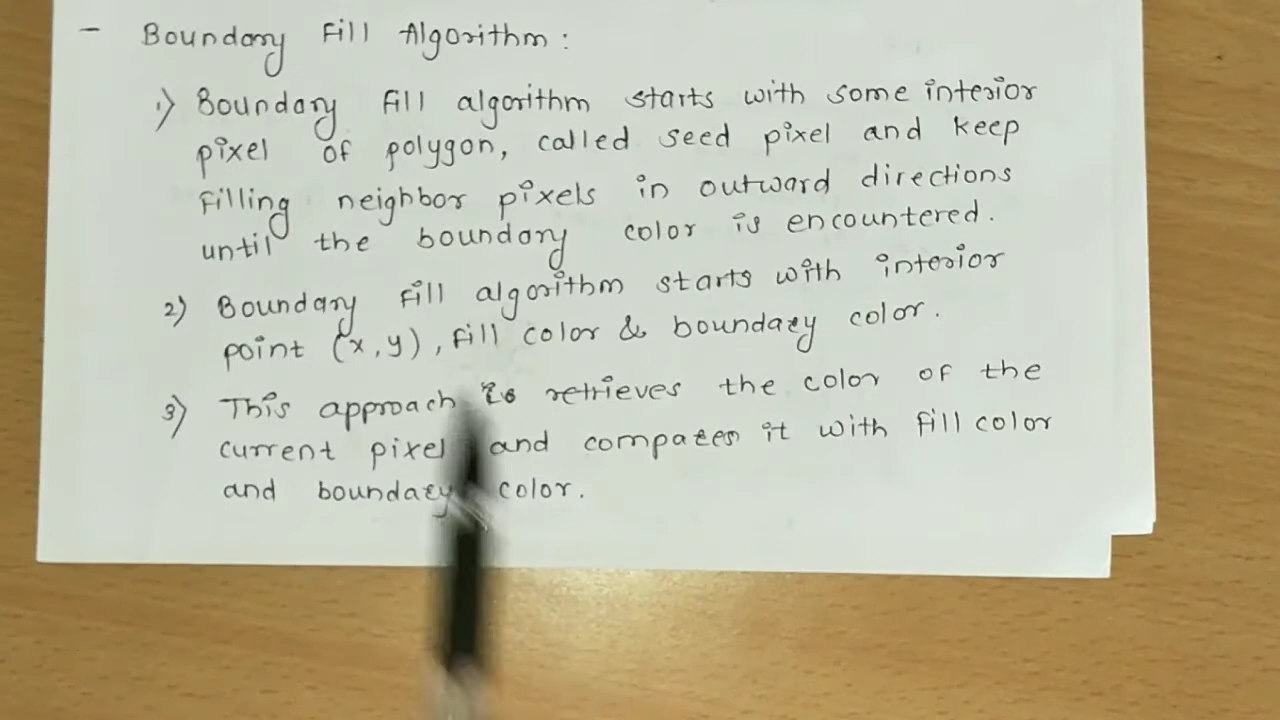 - Boundary Fill Algorithm:
1) Boundary fill algorithm starts with some interior
pixel of polygon, called seed pixel and keep
filling neighbor pixels in outward directions
until the boundary color is encountered.
2) Boundary fill algorithm starts with interior
point (x,y), fill color & boundary color.
3) This approach is retrieves the color of the
current pixel and compares it with fill color
and boundary color.